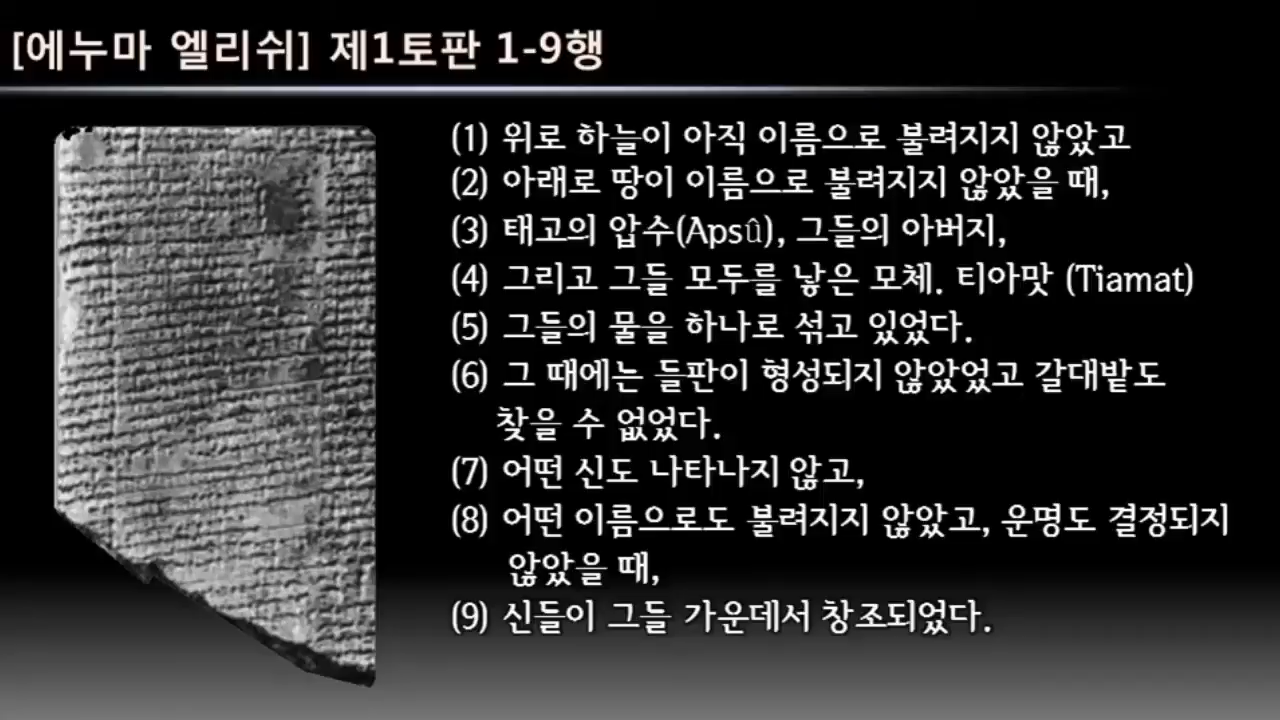 [에누마 엘리쉬] 제1토판 1-9행
(1) 위로 하늘이 아직 이름으로 불려지지 않았고
(2) 아래로 땅이 이름으로 불려지지 않았을 때,
(3) 태고의 압수(Apsû), 그들의 아버지,
(4) 그리고 그들 모두를 낳은 모체. 티아맛 (Tiamat)
(5) 그들의 물을 하나로 섞고 있었다.
(6) 그 때에는 들판이 형성되지 않았었고 갈대밭도
찾을 수 없었다.
(7) 어떤 신도 나타나지 않고,
(8) 어떤 이름으로도 불려지지 않았고, 운명도 결정되지
않았을 때,
(9) 신들이 그들 가운데서 창조되었다.